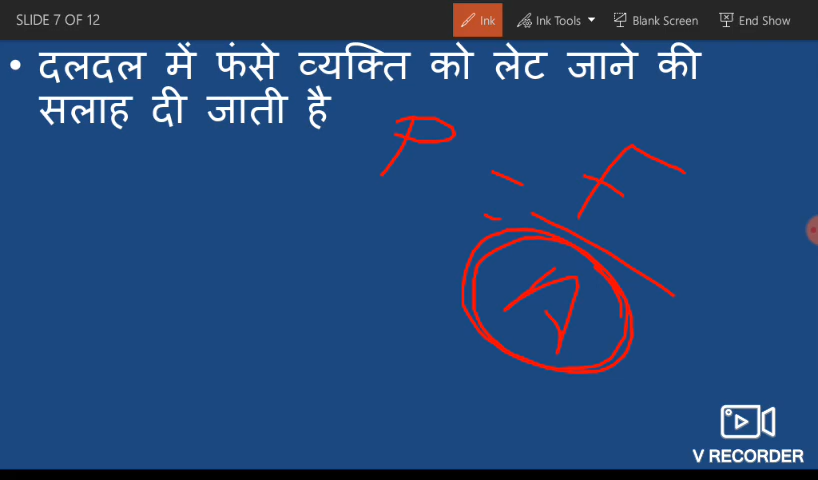 SLIDE 7 OF 12 Ink Ink Tools Blank Screen End Show
• दलदल में फंसे व्यक्ति को लेट जाने की
सलाह दी जाती है
P = F
A
V RECORDER